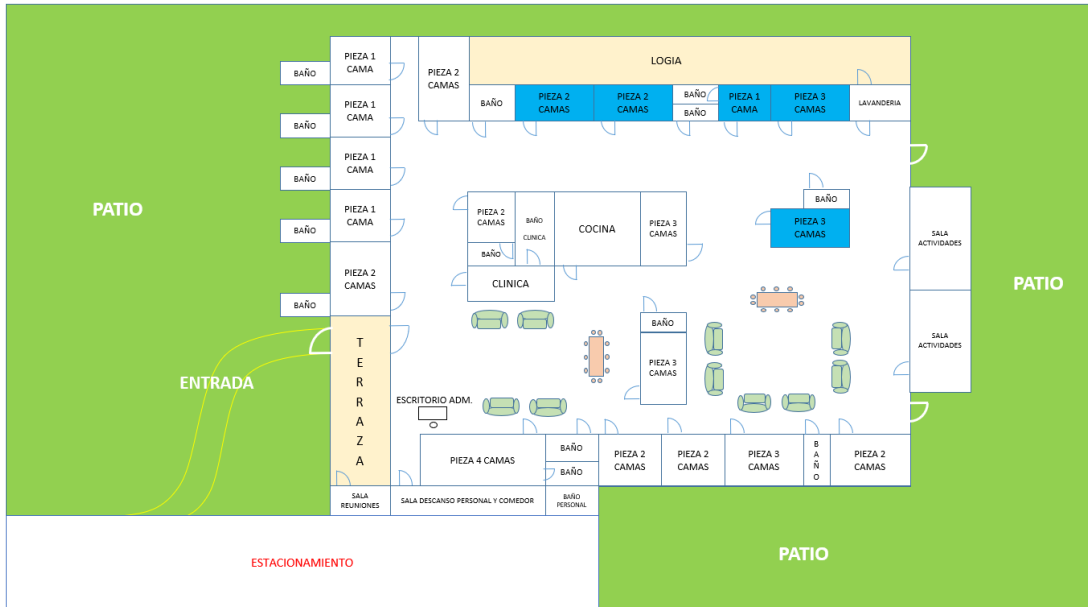 PIEZA 1
CAMA
BAÑO
PIEZA 2
CAMAS
LOGIA
BAÑO
PIEZA 2
CAMAS
PIEZA 2
CAMAS
BAÑO
BAÑO
PIEZA 1
CAMA
PIEZA 3
CAMAS
LAVANDERIA
PIEZA 1
CAMA
BAÑO
PIEZA 1
CAMA
BAÑO
PIEZA 1
CAMA
BAÑO
PATIO
PIEZA 2
CAMAS
BAÑO
BAÑO
CLINICA
COCINA
PIEZA 3
CAMAS
BAÑO
PIEZA 3
CAMAS
SALA
ACTIVIDADES
CLINICA
PIEZA 2
CAMAS
BAÑO
PATIO
BAÑO
PIEZA 3
CAMAS
SALA
ACTIVIDADES
ENTRADA
T
E
R
R
A
Z
A
ESCRITORIO ADM.
PIEZA 4 CAMAS
BAÑO
BAÑO
PIEZA 2
CAMAS
PIEZA 2
CAMAS
PIEZA 3
CAMAS
B
A
Ñ
O
PIEZA 2
CAMAS
SALA
REUNIONES
SALA DESCANSO PERSONAL Y COMEDOR
BAÑO
PERSONAL
ESTACIONAMIENTO
PATIO